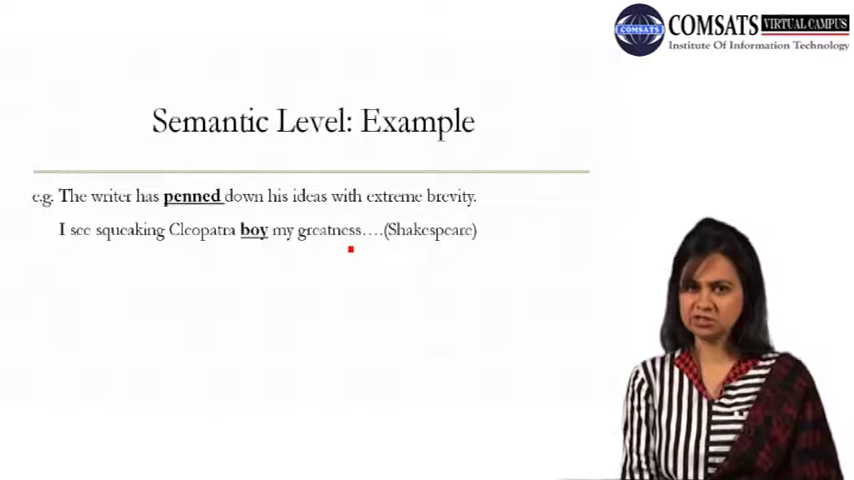 COMSATS VIRTUAL CAMPUS
COMSATS
Institute Of Information Technology
Semantic Level: Example
e.g. The writer has penned down his ideas with extreme brevity.
I see squeaking Cleopatra boy my greatness….(Shakespeare)